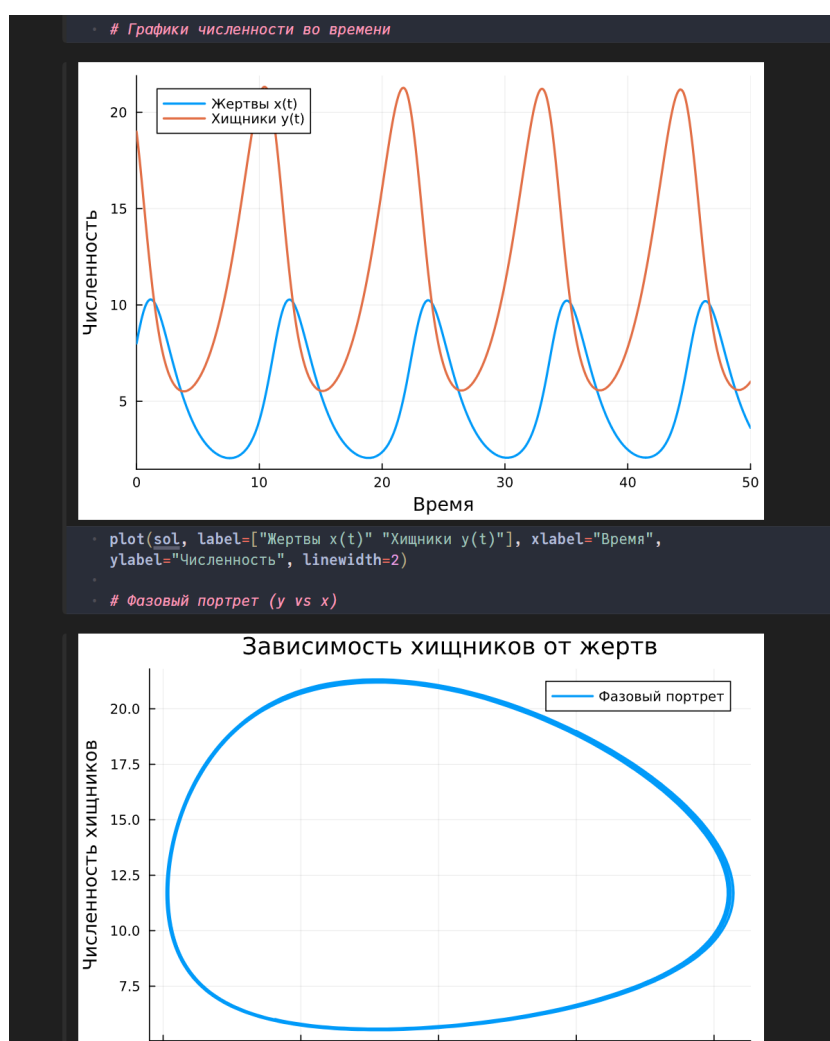 # Графики численности во времени
Жертвы x(t)
Хищники y(t)
20
15
10
5
Численность
0 10 20 30 40 50
Время
plot(sol, label=["Жертвы x(t)" "Хищники y(t)"], xlabel="Время",
ylabel="Численность", linewidth=2)
# Фазовый портрет (y vs x)
Зависимость хищников от жертв
Фазовый портрет
20.0
17.5
15.0
12.5
10.0
7.5
Численность хищников